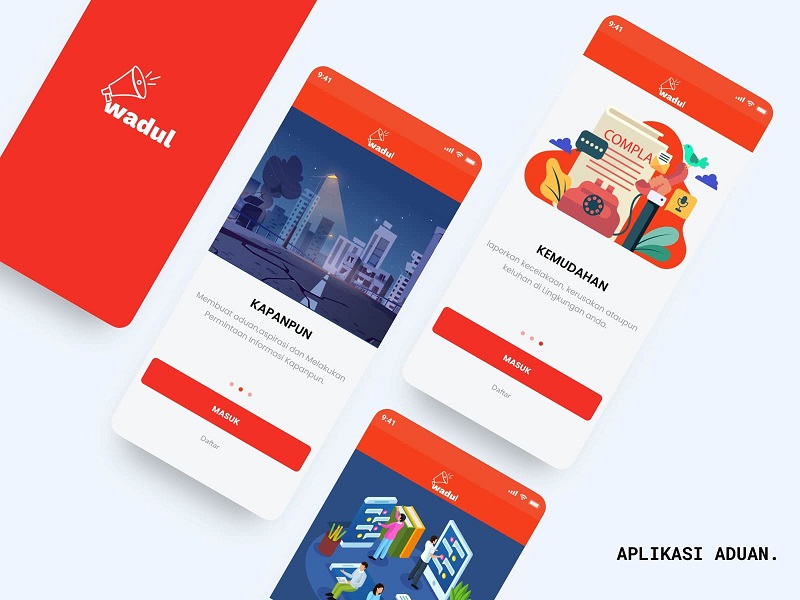 wadul
9:41
wadul
KAPANPUN
Membuat aduan,aspirasi dan Melakukan
Permintaan Informasi Kapanpun.
MASUK
Daftar
9:41
wadul
COMPLA
KEMUDAHAN
laporkan kecelakaan, kerusakan ataupun
keluhan di Lingkungan anda.
MASUK
Daftar
9:41
wadul
APLIKASI ADUAN.